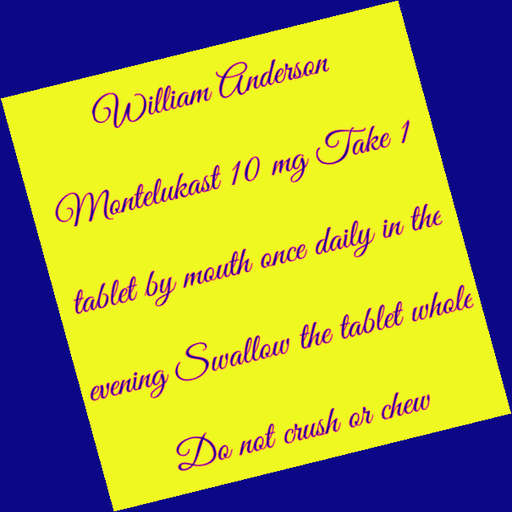 William Anderson
Montelukast 10 mg Take 1
tablet by mouth once daily in the
evening Swallow the tablet whole
Do not crush or chew